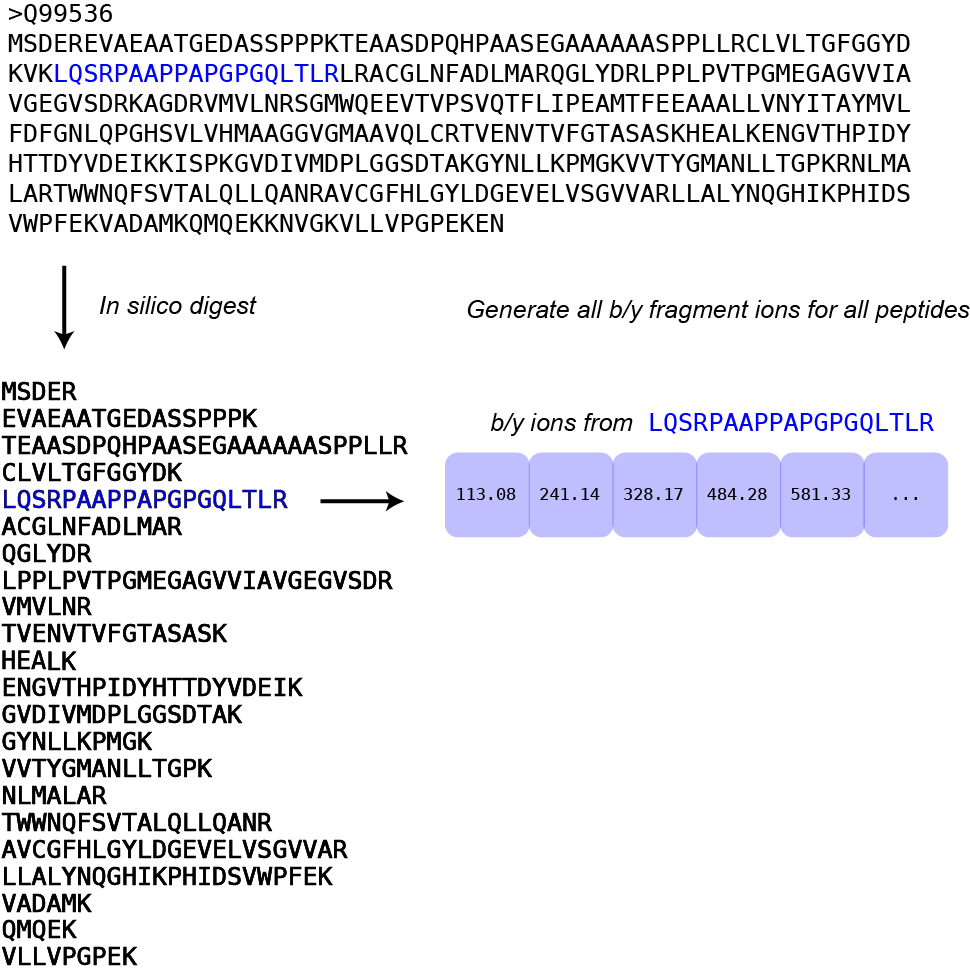 >Q99536
MSDEREVAEAATGEDASSPPPKTEAASDPQHPAASEGAAAAAASPPLLRCLVLTGFGGYD
KVKLQSRPAAPPAPGPGQLTLRLRACGLNFADLMARQGLYDRLPPLPVTPGMEGAGVVIA
VGEGVSDRKAGDRVMVLNRSGMWQEEVTVPSVQTFLIPEAMTFEEAAALLVNYITAYMVL
FDFGNLQPGHSVLVHMAAGGVGMAAVQLCRTVENVTVFGTASASKHEALKENGVTHPIDY
HTTDYVDEIKKISPKGVDIVMDPLGGSDTAKGYNLLKPMGKVVTYGMANLLTGPKRNLMA
LARTWWNQFSVTALQLLQANRAVCGFHLGYLDGEVELVSGVVARLLALYNQGHIKPHIDS
VWPFEKVADAMKQMQEKKNVGKVLLVPGPEKEN
In silico digest
Generate all b/y fragment ions for all peptides
MSDER
EVAEAATGEDASSPPPK
TEAASDPQHPAASEGAAAAAASPPLLR
CLVLTGFGGYDK
LQSRPAAPPAPGPGQLTLR
ACGLNFADLMAR
QGLYDR
LPPLPVTPGMEGAGVVIAVGEGVSDR
VMVLNR
TVENVTVFGTASASK
HEALK
ENGVTHPIDYHTTDYVDEIK
GVDIVMDPLGGSDTAK
GYNLLKPMGK
VVTYGMANLLTGPK
NLMALAR
TWWNQFSVTALQLLQANR
AVCGFHLGYLDGEVELVSGVVAR
LLALYNQGHIKPHIDSVWPFEK
VADAMK
QMQEK
VLLVPGPEK
b/y ions from LQSRPAAPPAPGPGQLTLR
113.08 241.14 328.17 484.28 581.33 ...